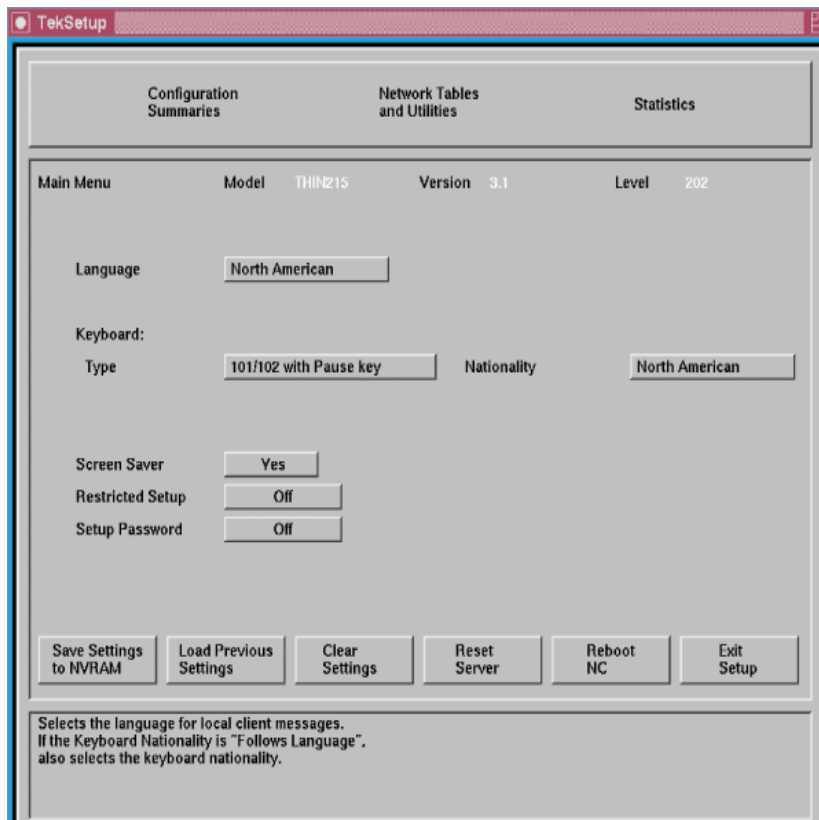 TekSetup
Configuration Summaries
Network Tables and Utilities
Statistics
Main Menu Model THIN215 Version 3.1 Level 202
Language North American
Keyboard:
Type 101/102 with Pause key Nationality North American
Screen Saver Yes
Restricted Setup Off
Setup Password Off
Save Settings to NVRAM
Load Previous Settings
Clear Settings
Reset Server
Reboot NC
Exit Setup
Selects the language for local client messages.
If the Keyboard Nationality is "Follows Language",
also selects the keyboard nationality.